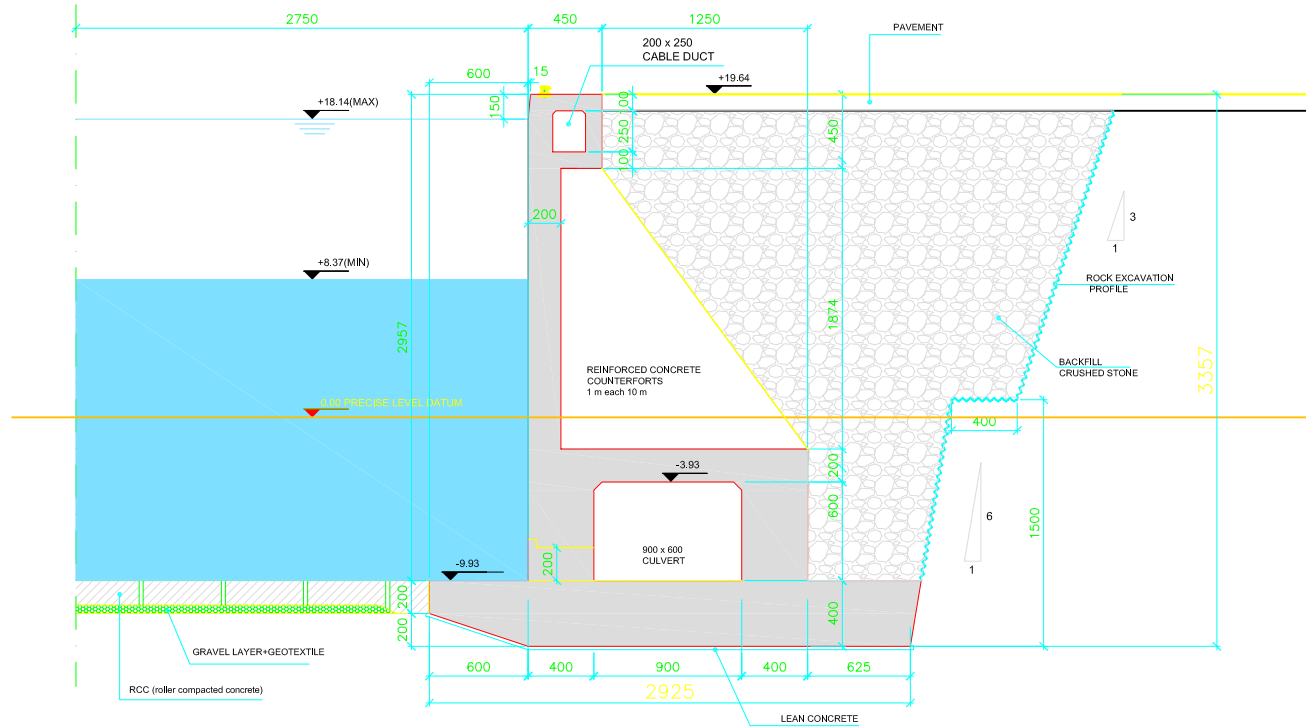 2750
450
1250
PAVEMENT
200 x 250
CABLE DUCT
600
15
+19.64
+18.14(MAX)
150
100
250
100
450
200
3
1
+8.37(MIN)
ROCK EXCAVATION
PROFILE
2957
1874
3357
BACKFILL
CRUSHED STONE
REINFORCED CONCRETE
COUNTERFORTS
1 m each 10 m
0.00 PRECISE LEVEL DATUM
400
-3.93
200
600
6
1
1500
900 x 600
CULVERT
200
-9.93
200
200
400
GRAVEL LAYER+GEOTEXTILE
600
400
900
400
625
RCC (roller compacted concrete)
2925
LEAN CONCRETE